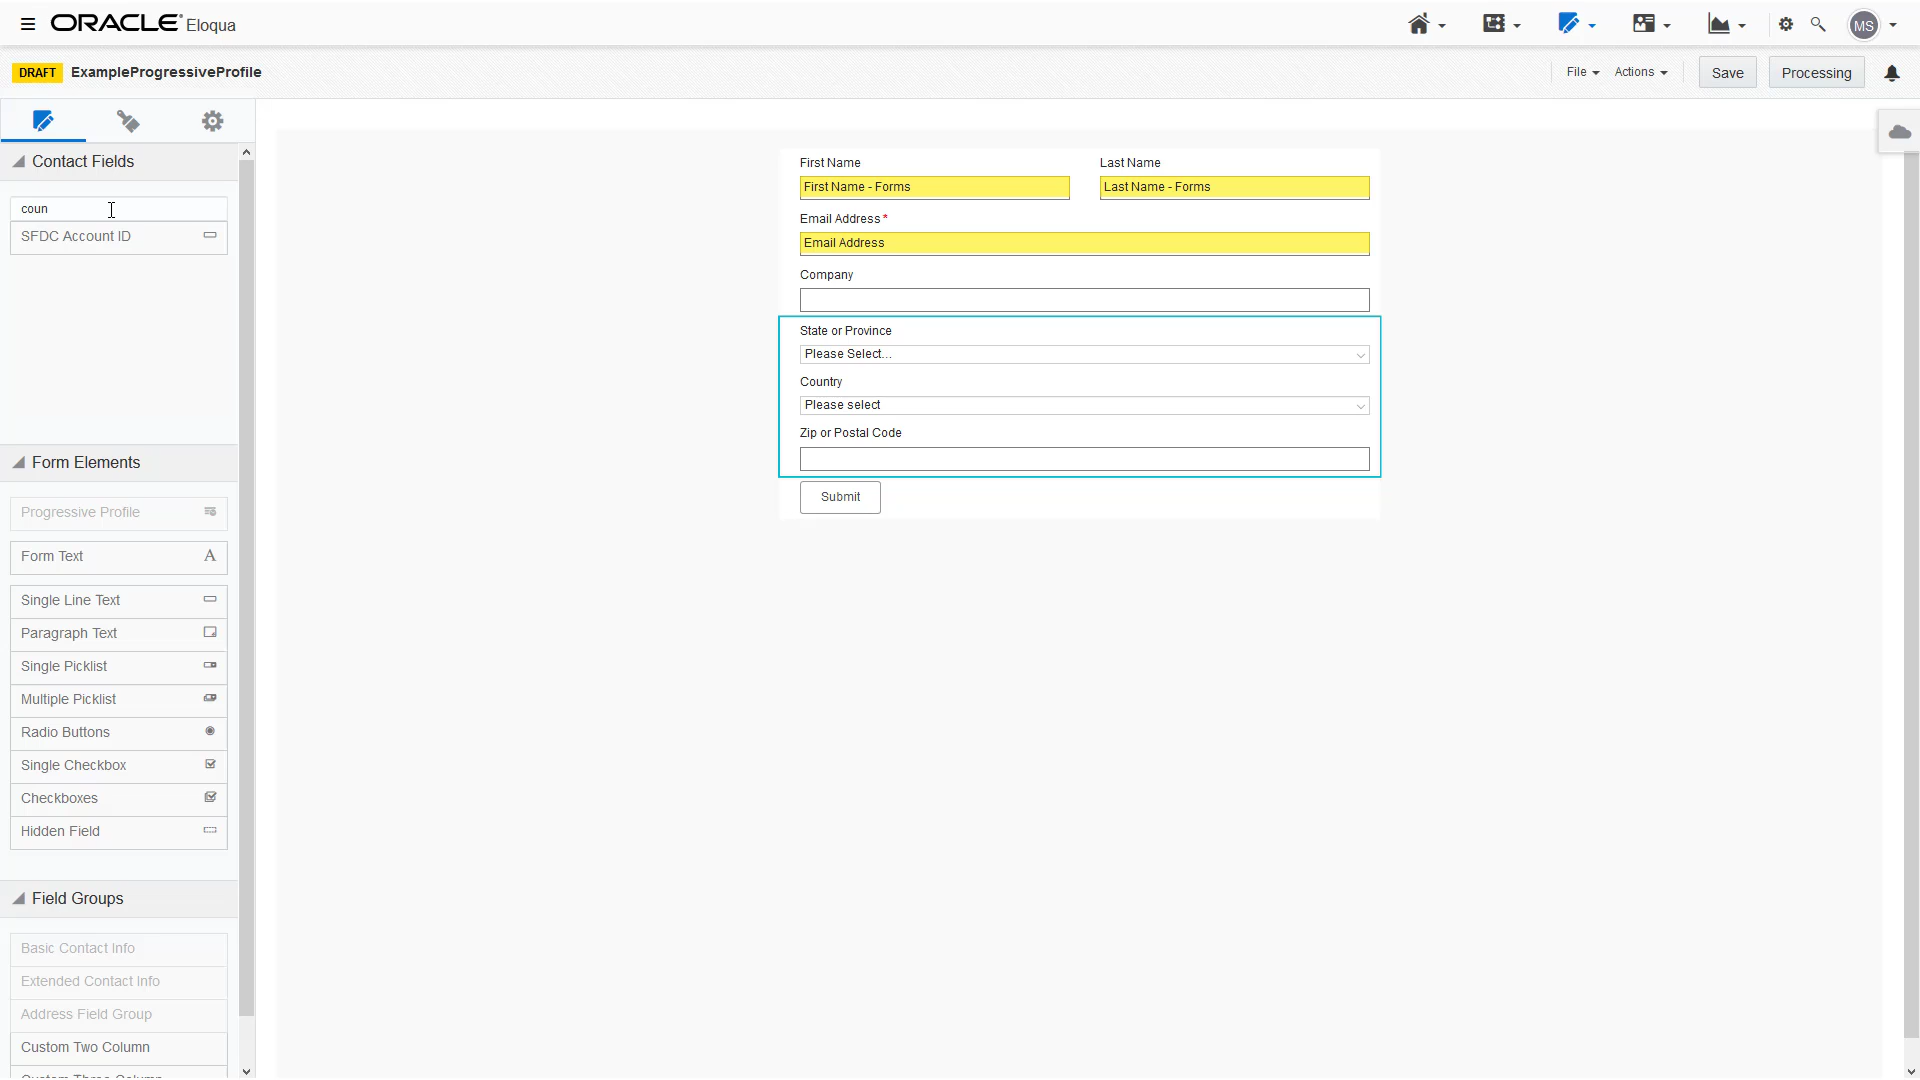 ORACLE Eloqua
MS
DRAFT ExampleProgressiveProfile
File Actions Save Processing
Contact Fields
coun
SFDC Account ID
Form Elements
Progressive Profile
Form Text A
Single Line Text
Paragraph Text
Single Picklist
Multiple Picklist
Radio Buttons
Single Checkbox
Checkboxes
Hidden Field
Field Groups
Basic Contact Info
Extended Contact Info
Address Field Group
Custom Two Column
Custom Three Column
First Name Last Name
First Name - Forms Last Name - Forms
Email Address*
Email Address
Company
State or Province
Please Select...
Country
Please select
Zip or Postal Code
Submit